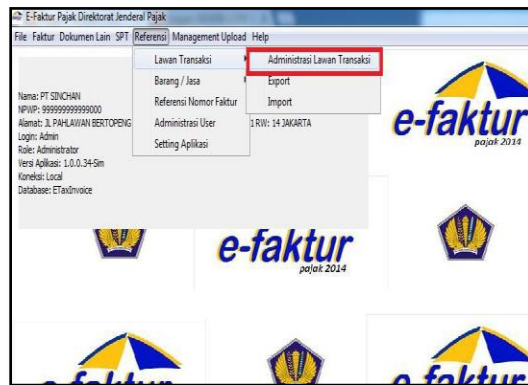 E-Faktur Pajak Direktorat Jenderal Pajak
File Faktur Dokumen Lain SPT Referensi Management Upload Help
Lawan Transaksi
Administrasi Lawan Transaksi
Barang / Jasa
Export
Referensi Nomor Faktur
Import
Administrasi User
Setting Aplikasi
Nama: PT SINCHAN
NPWP: 999999999999000
Alamat: JL PAHLAWAN BERTOPENG
1 RW: 14 JAKARTA
Login: Admin
Role: Administrator
Versi Aplikasi: 1.0.0.34-Sim
Koneksi: Local
Database: ETaxInvoice
e-faktur
pajak 2014
e-faktur
pajak 2014
e-faktur
e-faktur